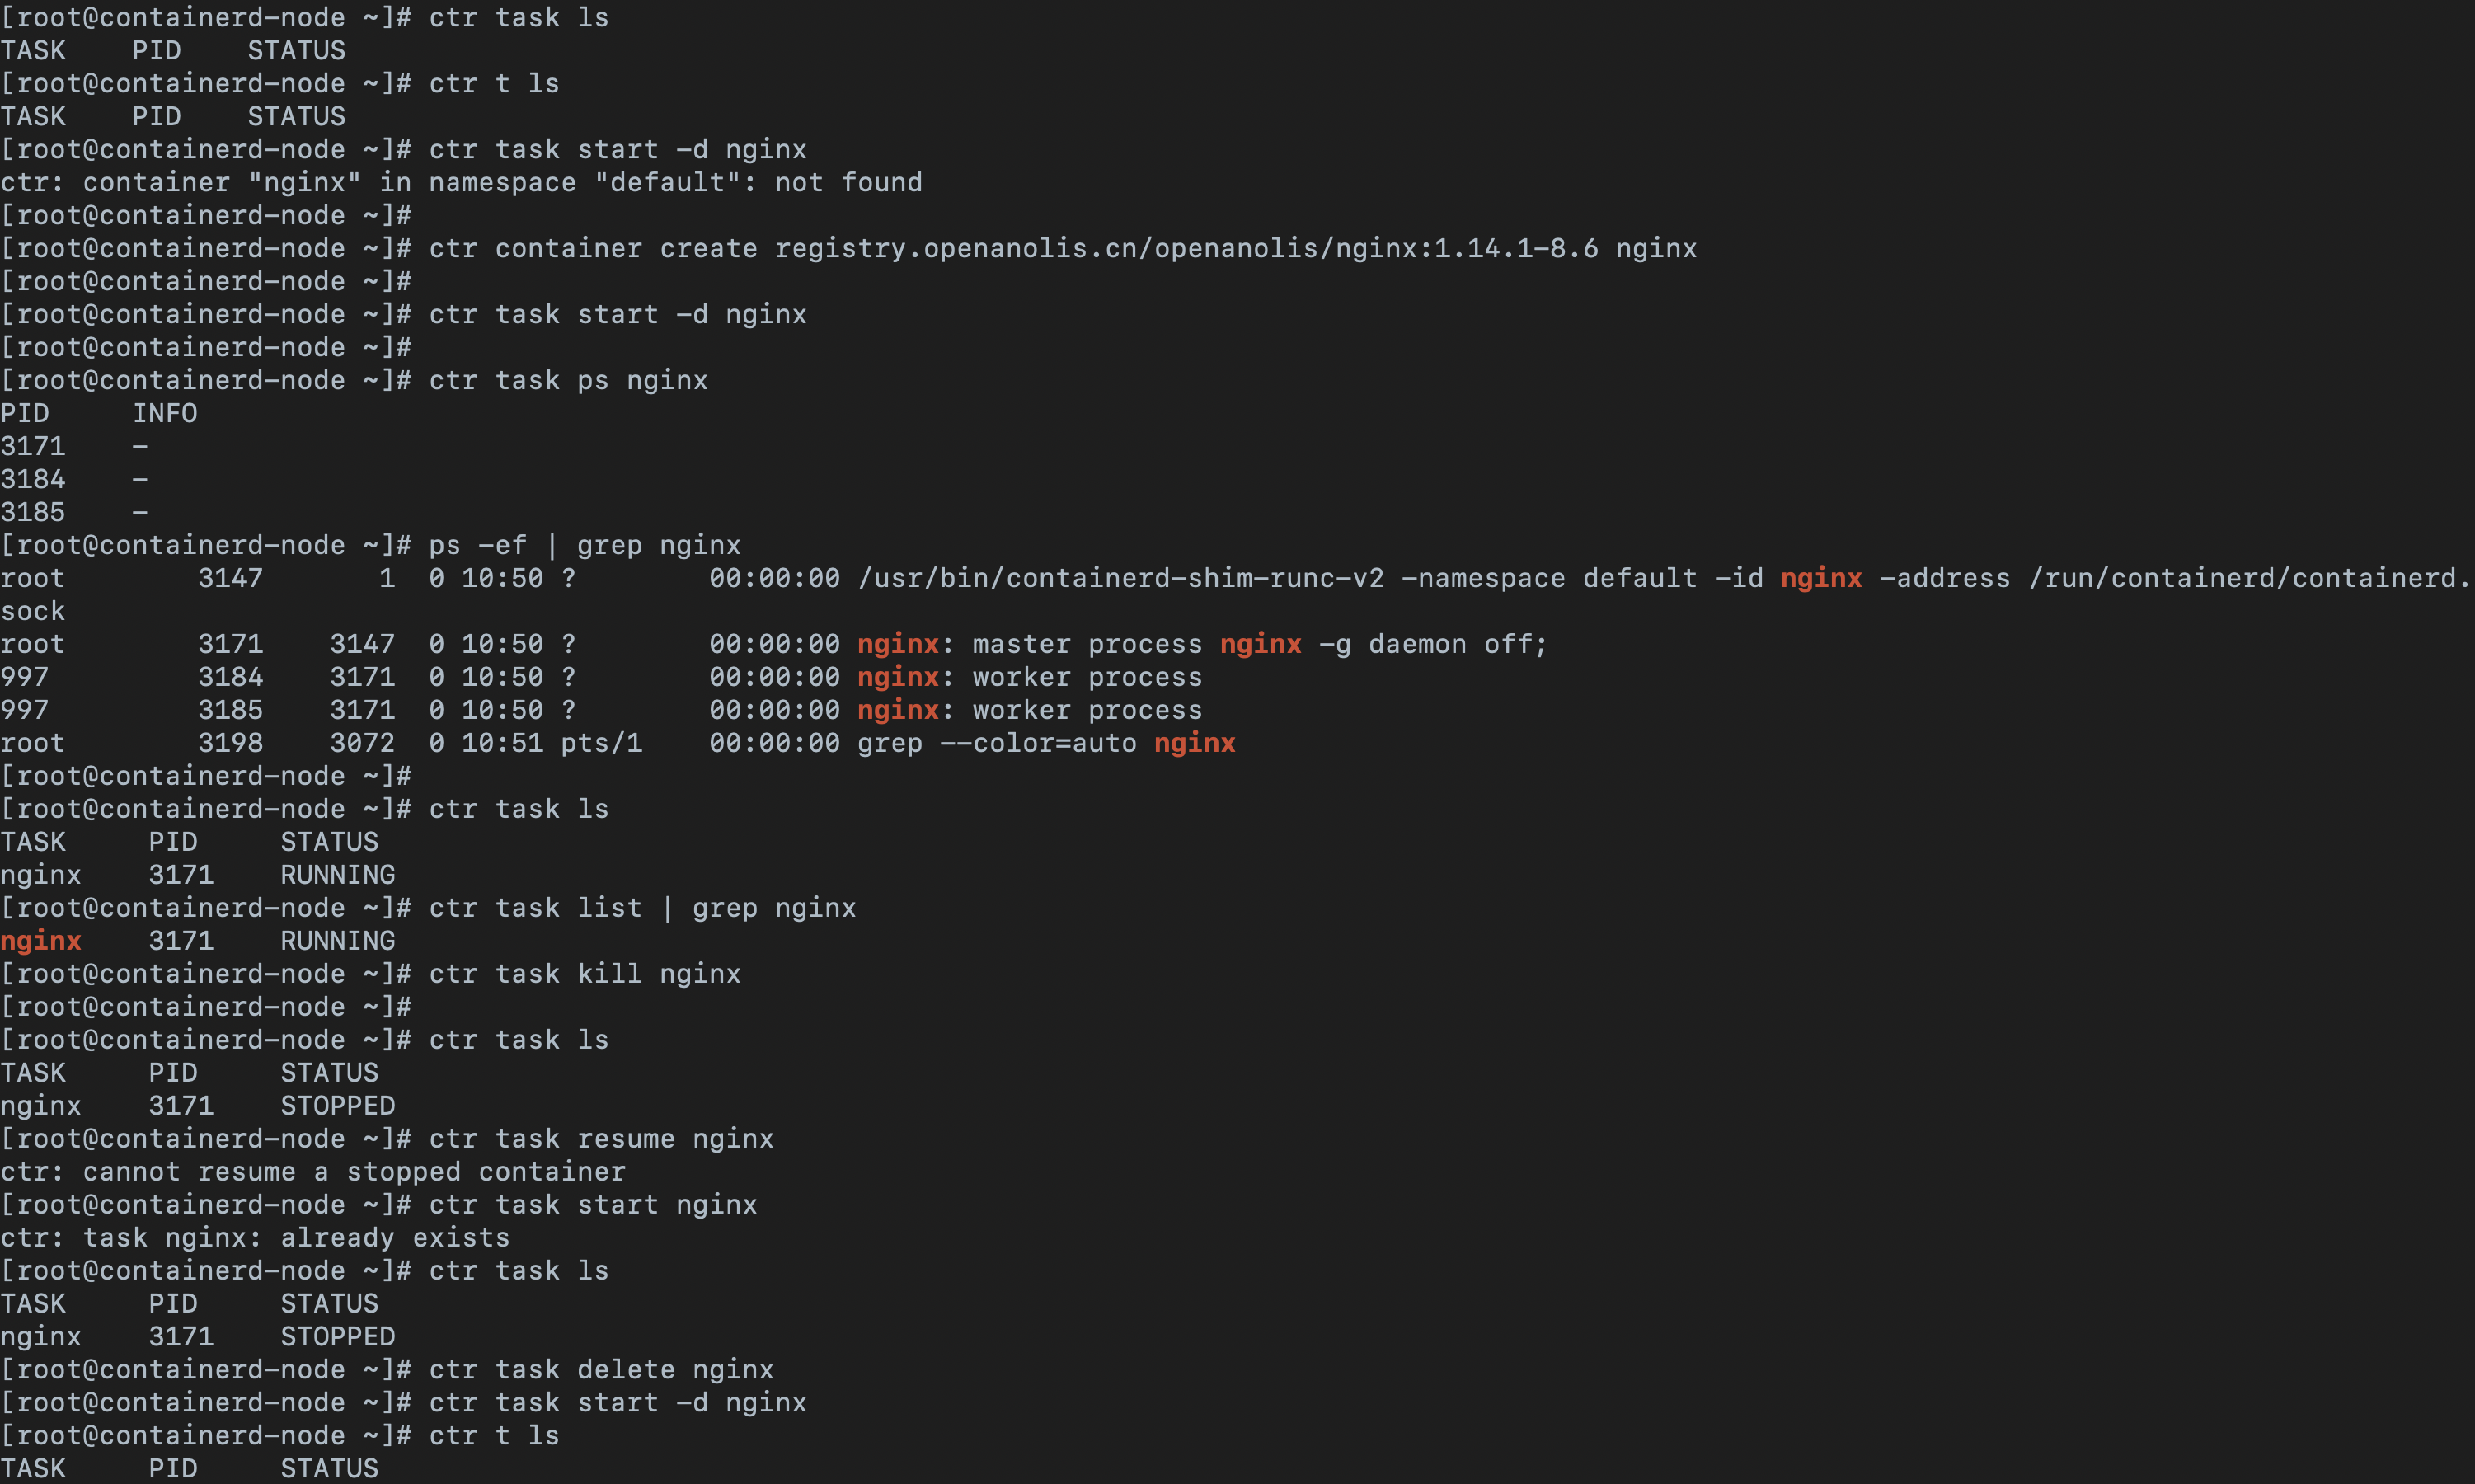 [root@containerd-node ~]# ctr task ls
TASK    PID    STATUS
[root@containerd-node ~]# ctr t ls
TASK    PID    STATUS
[root@containerd-node ~]# ctr task start -d nginx
ctr: container "nginx" in namespace "default": not found
[root@containerd-node ~]#
[root@containerd-node ~]# ctr container create registry.openanolis.cn/openanolis/nginx:1.14.1-8.6 nginx
[root@containerd-node ~]#
[root@containerd-node ~]# ctr task start -d nginx
[root@containerd-node ~]#
[root@containerd-node ~]# ctr task ps nginx
PID     INFO
3171    -
3184    -
3185    -
[root@containerd-node ~]# ps -ef | grep nginx
root        3147       1  0 10:50 ?        00:00:00 /usr/bin/containerd-shim-runc-v2 -namespace default -id nginx -address /run/containerd/containerd.
sock
root        3171    3147  0 10:50 ?        00:00:00 nginx: master process nginx -g daemon off;
997         3184    3171  0 10:50 ?        00:00:00 nginx: worker process
997         3185    3171  0 10:50 ?        00:00:00 nginx: worker process
root        3198    3072  0 10:51 pts/1    00:00:00 grep --color=auto nginx
[root@containerd-node ~]#
[root@containerd-node ~]# ctr task ls
TASK     PID     STATUS
nginx    3171    RUNNING
[root@containerd-node ~]# ctr task list | grep nginx
nginx    3171    RUNNING
[root@containerd-node ~]# ctr task kill nginx
[root@containerd-node ~]#
[root@containerd-node ~]# ctr task ls
TASK     PID     STATUS
nginx    3171    STOPPED
[root@containerd-node ~]# ctr task resume nginx
ctr: cannot resume a stopped container
[root@containerd-node ~]# ctr task start nginx
ctr: task nginx: already exists
[root@containerd-node ~]# ctr task ls
TASK     PID     STATUS
nginx    3171    STOPPED
[root@containerd-node ~]# ctr task delete nginx
[root@containerd-node ~]# ctr task start -d nginx
[root@containerd-node ~]# ctr t ls
TASK     PID     STATUS